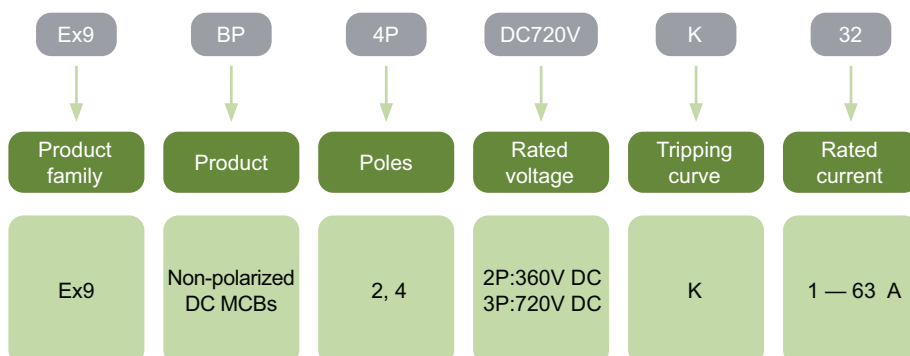 Ex9
BP
4P
DC720V
K
32
Product
family
Product
Poles
Rated
voltage
Tripping
curve
Rated
current
Ex9
Non-polarized
DC MCBs
2, 4
2P:360V DC
3P:720V DC
K
1 — 63 A